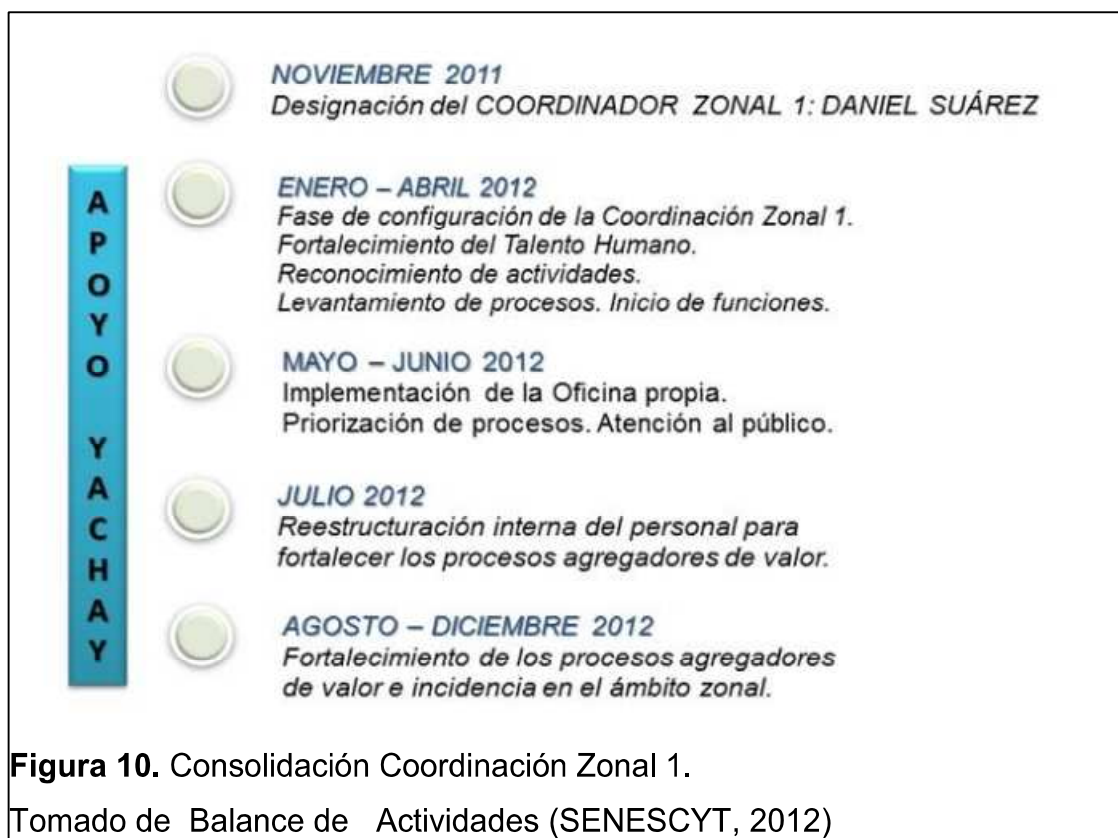 NOVIEMBRE 2011
Designación del COORDINADOR ZONAL 1: DANIEL SUÁREZ
APOYO YACHAY
ENERO – ABRIL 2012
Fase de configuración de la Coordinación Zonal 1.
Fortalecimiento del Talento Humano.
Reconocimiento de actividades.
Levantamiento de procesos. Inicio de funciones.
MAYO – JUNIO 2012
Implementación de la Oficina propia.
Priorización de procesos. Atención al público.
JULIO 2012
Reestructuración interna del personal para
fortalecer los procesos agregadores de valor.
AGOSTO – DICIEMBRE 2012
Fortalecimiento de los procesos agregadores
de valor e incidencia en el ámbito zonal.
Figura 10. Consolidación Coordinación Zonal 1.
Tomado de Balance de Actividades (SENESCYT, 2012)